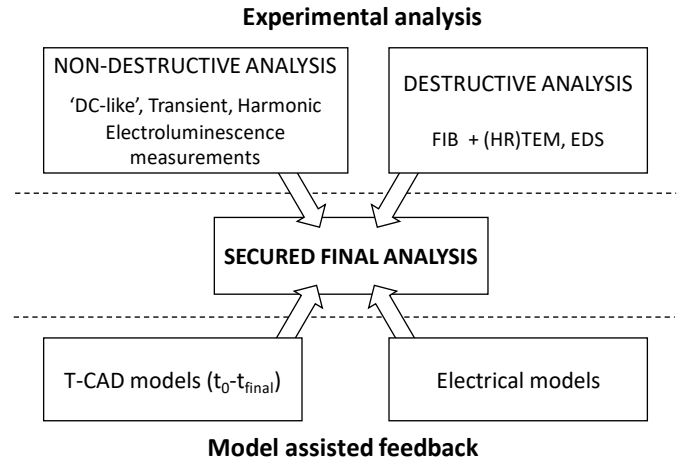 Experimental analysis
NON-DESTRUCTIVE ANALYSIS
‘DC-like’, Transient, Harmonic
Electroluminescence
measurements
DESTRUCTIVE ANALYSIS
FIB + (HR)TEM, EDS
SECURED FINAL ANALYSIS
T-CAD models (t₀-t_final)
Electrical models
Model assisted feedback